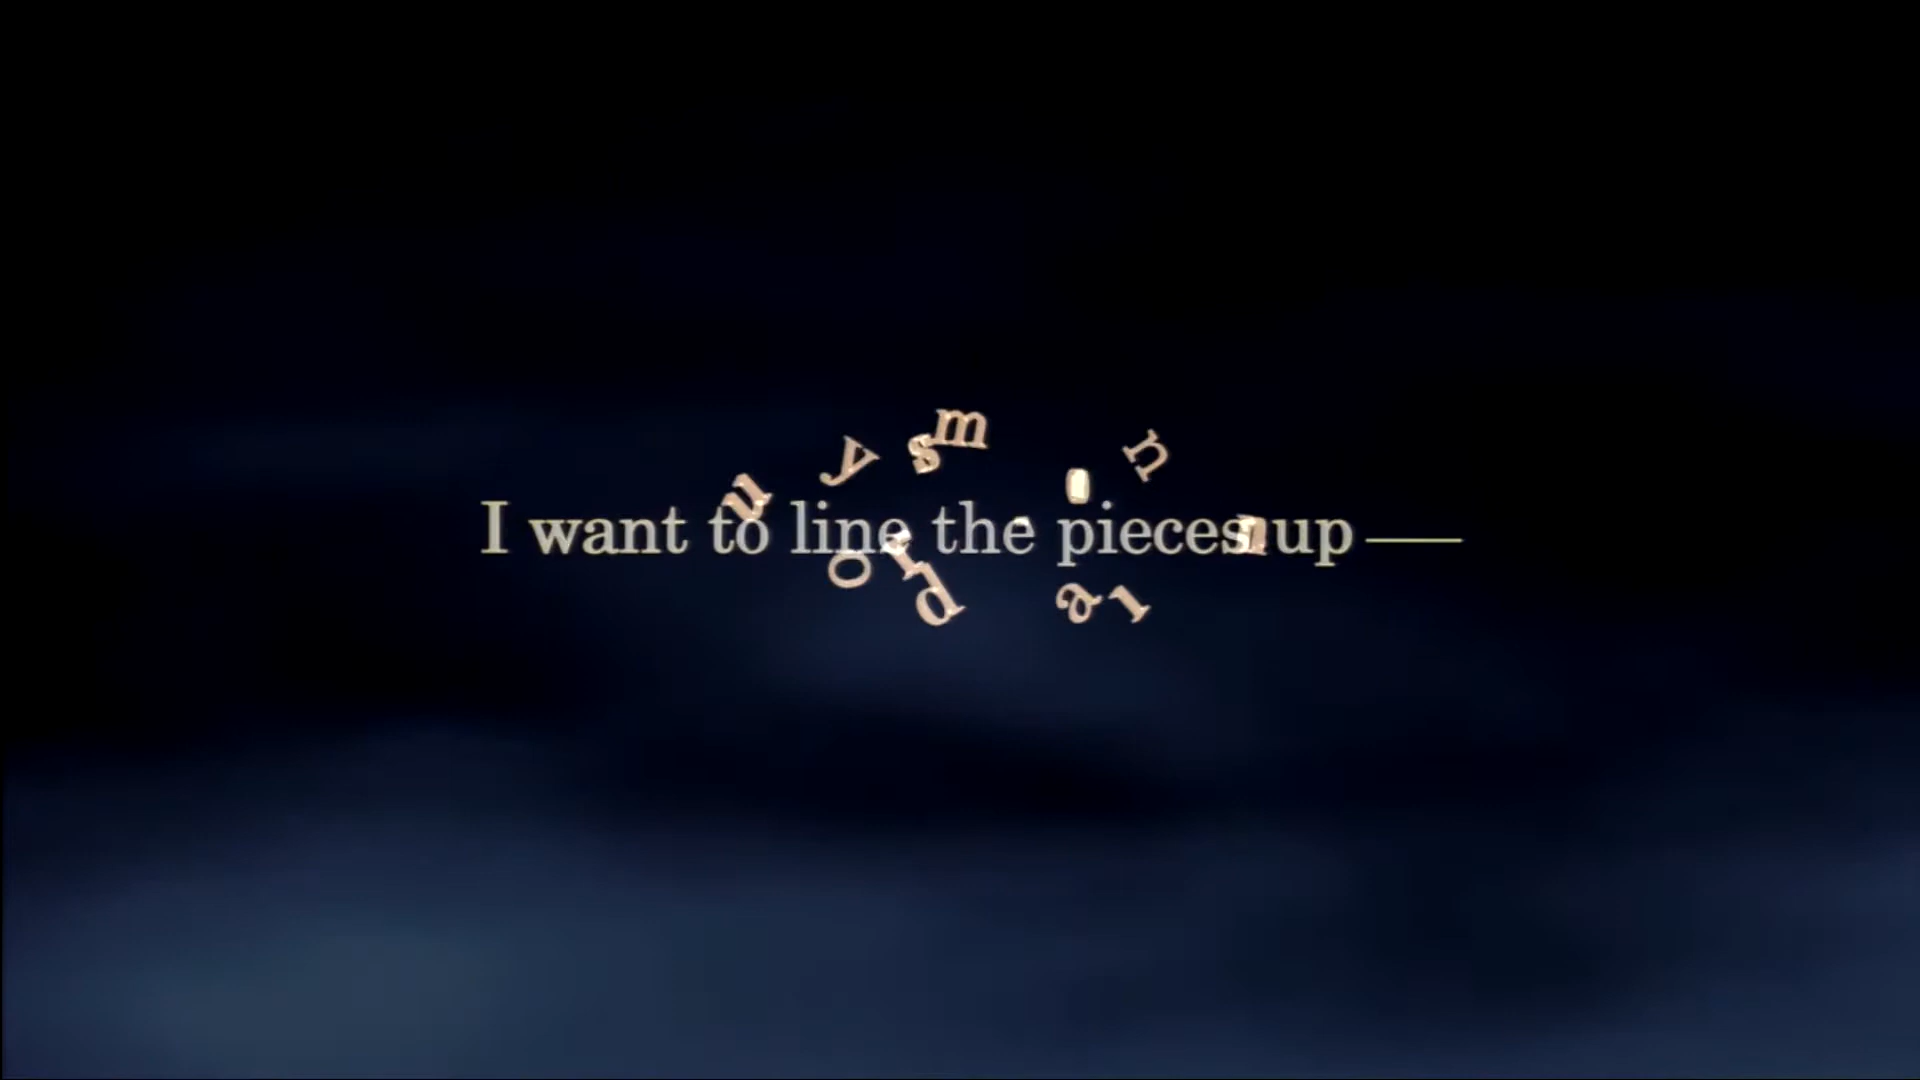 I want to line the pieces up —